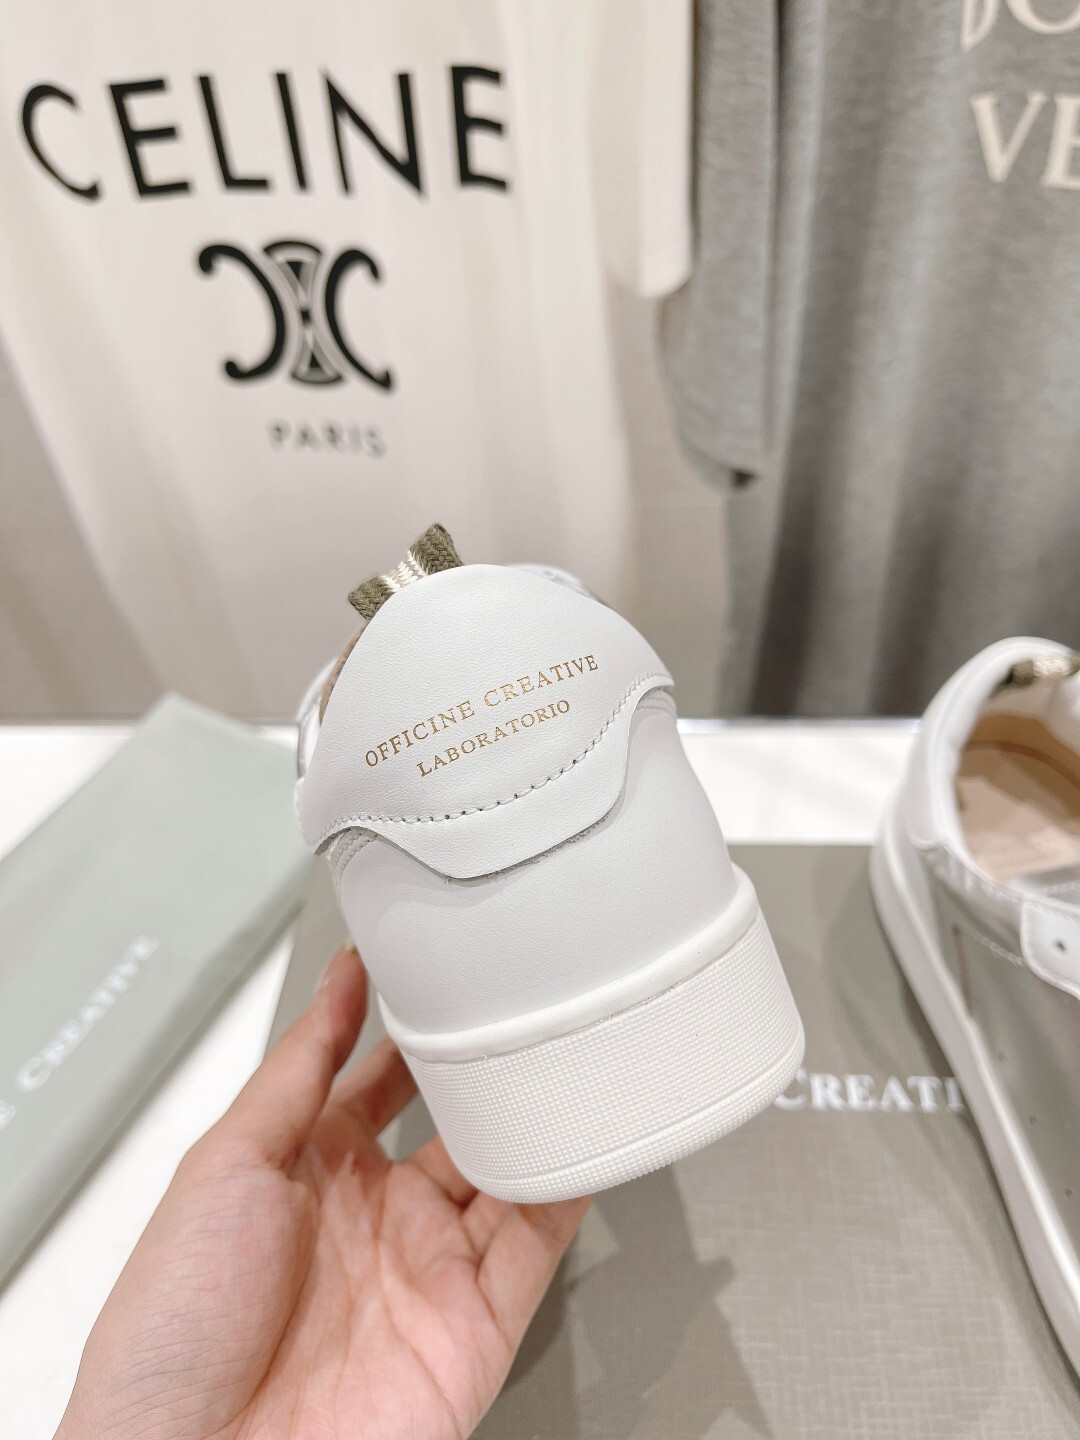 CELINE
PARIS
VE
OFFICINE CREATIVE
LABORATORIO
CREATIVE
CREATI